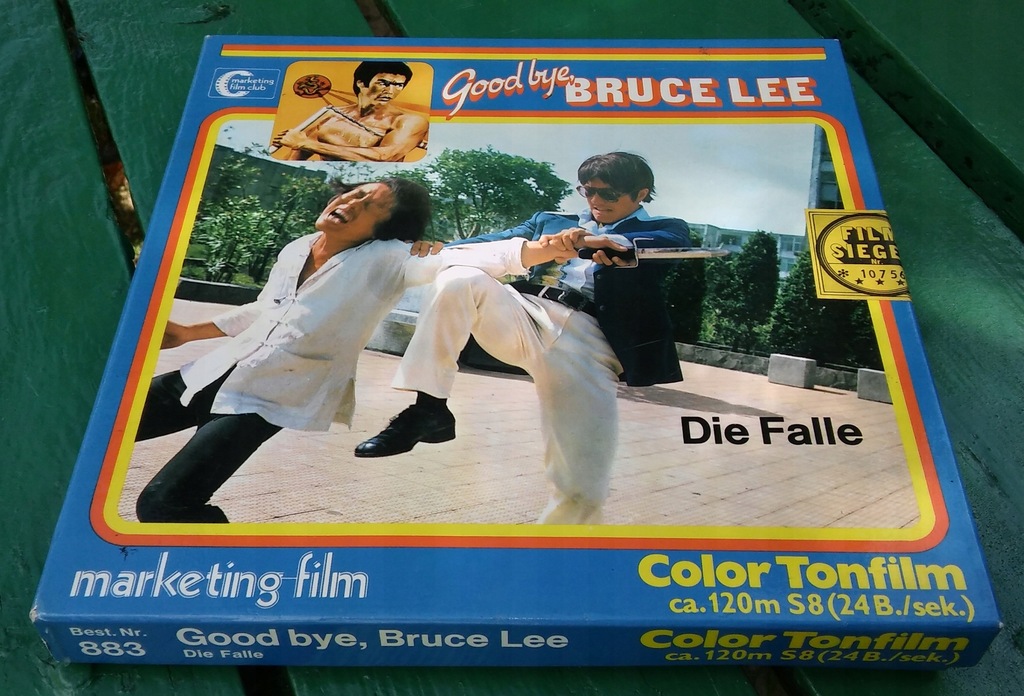 marketing
film club
Good bye, BRUCE LEE
FILM
SIEGE
Nr.
* 10756
Die Falle
marketing film
Color Tonfilm
ca. 120m S8 (24 B./sek.)
Best. Nr.
883
Good bye, Bruce Lee
Die Falle
Color Tonfilm
ca. 120m S8 (24 B./sek.)